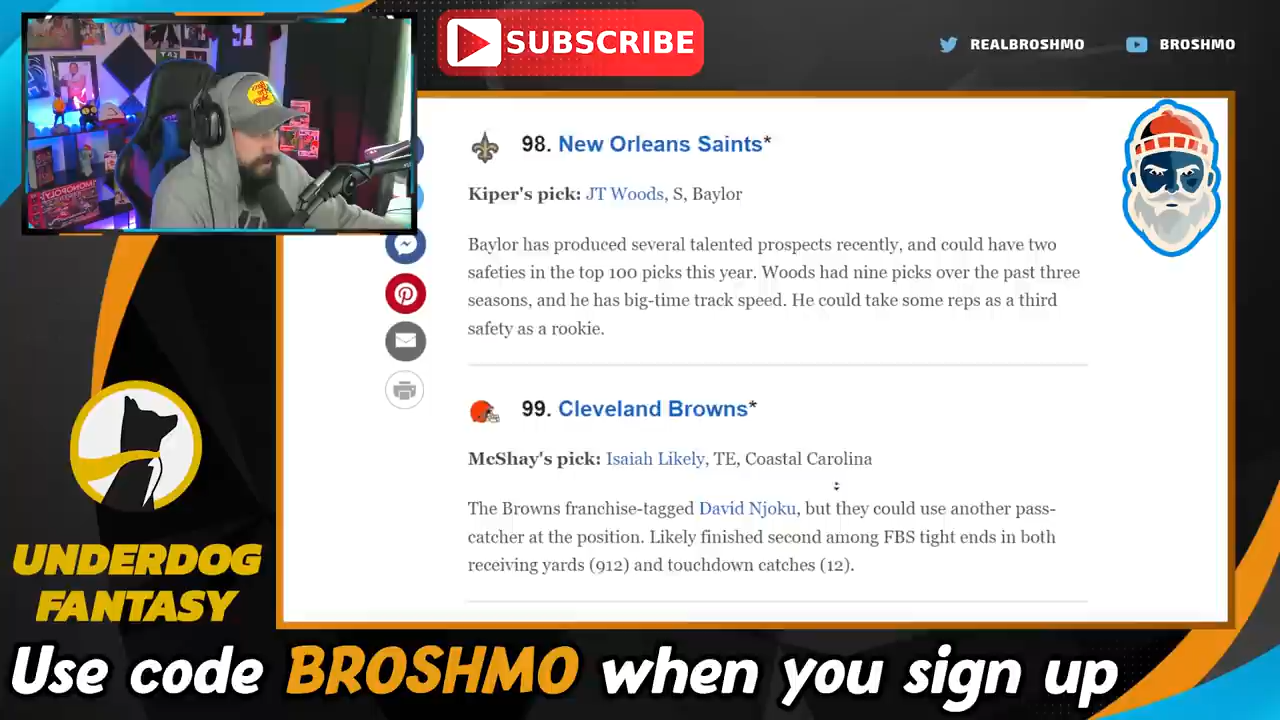 SUBSCRIBE
REALBROSHMO
BROSHMO
98. New Orleans Saints*
Kiper's pick: JT Woods, S, Baylor
Baylor has produced several talented prospects recently, and could have two
safeties in the top 100 picks this year. Woods had nine picks over the past three
seasons, and he has big-time track speed. He could take some reps as a third
safety as a rookie.
99. Cleveland Browns*
McShay's pick: Isaiah Likely, TE, Coastal Carolina
The Browns franchise-tagged David Njoku, but they could use another pass-
catcher at the position. Likely finished second among FBS tight ends in both
receiving yards (912) and touchdown catches (12).
UNDERDOG
FANTASY
Use code BROSHMO when you sign up